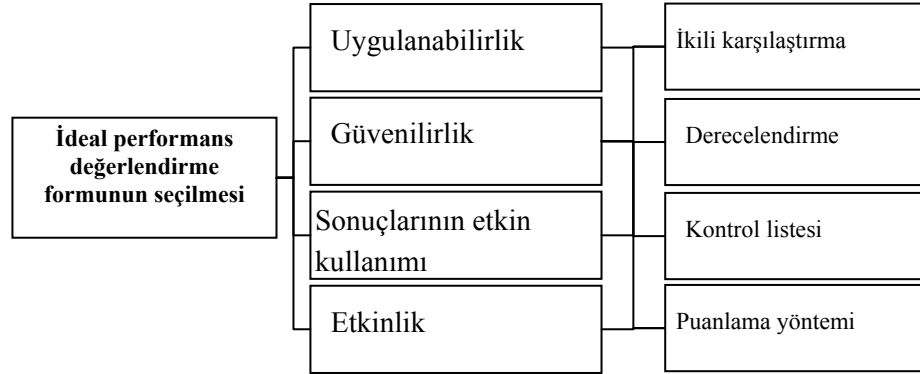 İdeal performans
değerlendirme
formunun seçilmesi
Uygulanabilirlik
Güvenilirlik
Sonuçlarının etkin
kullanımı
Etkinlik
İkili karşılaştırma
Derecelendirme
Kontrol listesi
Puanlama yöntemi